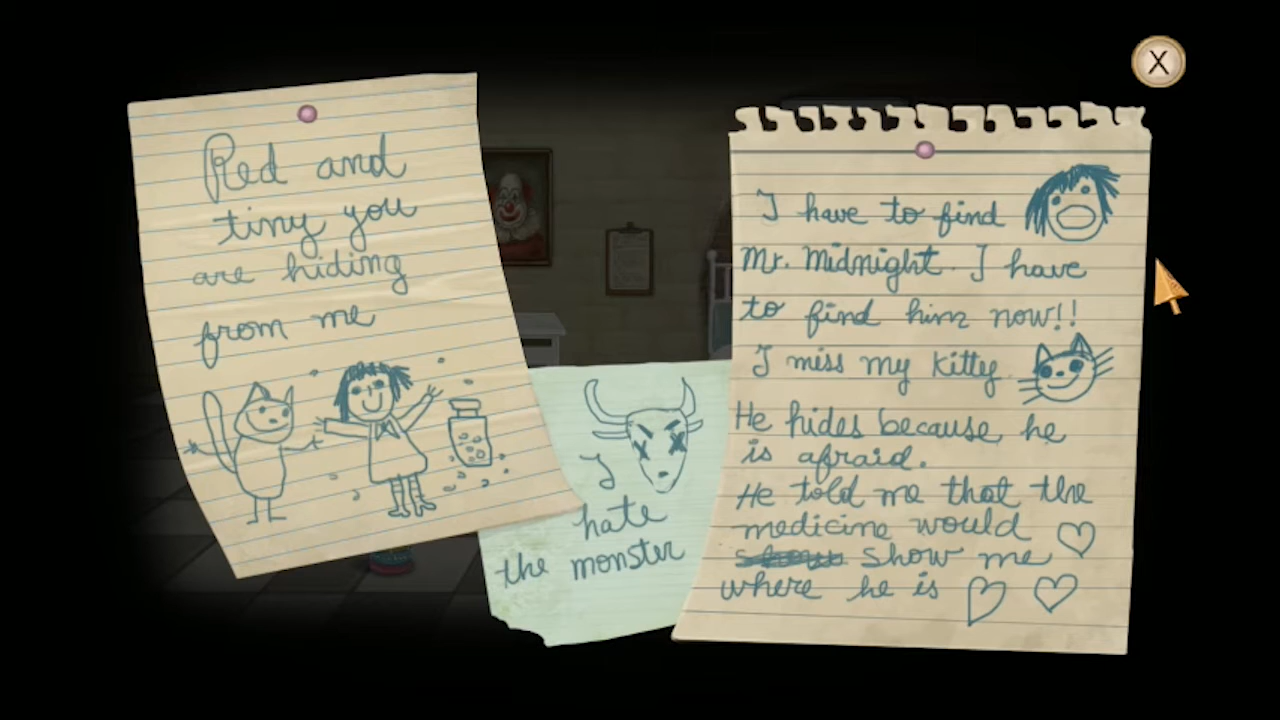 Red and
tiny you
are hiding
from me
I
hate
the monster
I have to find
Mr. Midnight. I have
to find him now!!
I miss my Kitty.
He hides because he
is afraid.
He told me that the
medicine would
show me
where he is
X